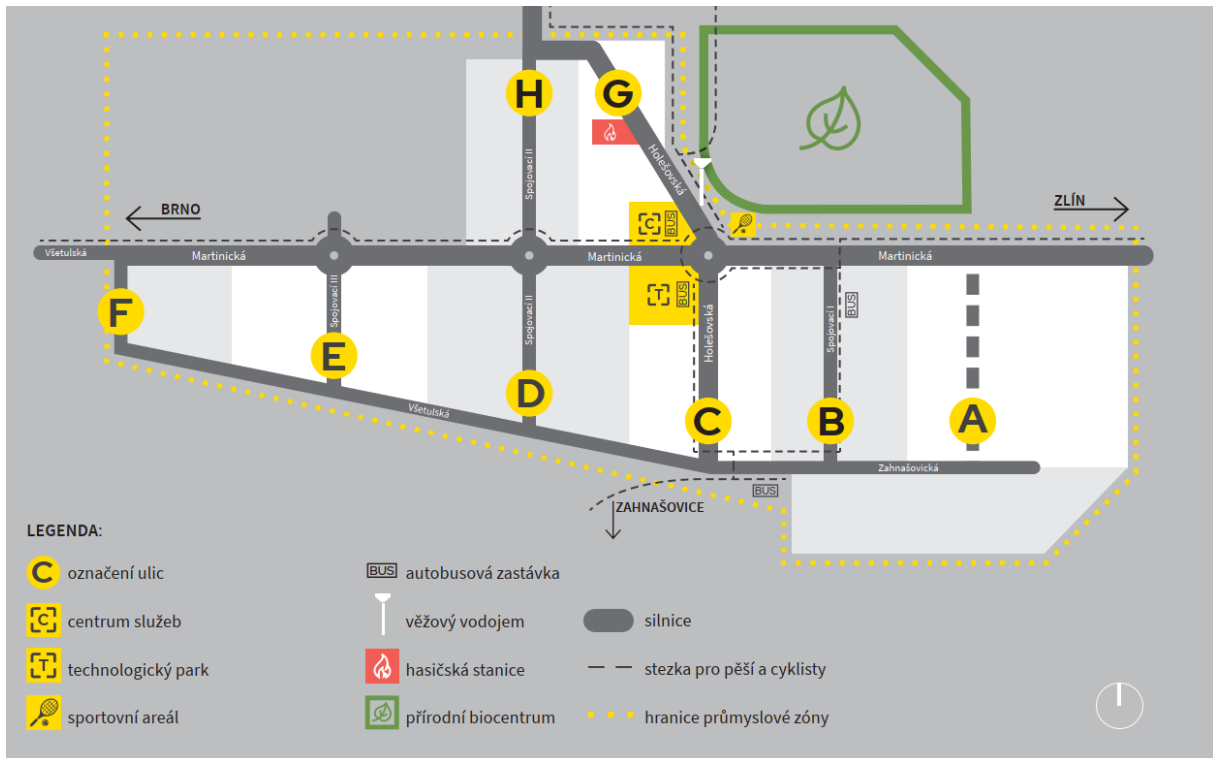 H
G
Spojovací II
Holešovská
BRNO
ZLÍN
C
BUS
Všetulská
Martinická
Martinická
Martinická
T
BUS
BUS
F
Spojovací III
Spojovací II
Holešovská
Spojovací I
E
D
C
B
A
Všetulská
Zahnašovická
BUS
ZAHNAŠOVICE
LEGENDA:
C označení ulic
BUS autobusová zastávka
C centrum služeb
věžový vodojem
silnice
T technologický park
hasičská stanice
stezka pro pěší a cyklisty
sportovní areál
přírodní biocentrum
hranice průmyslové zóny